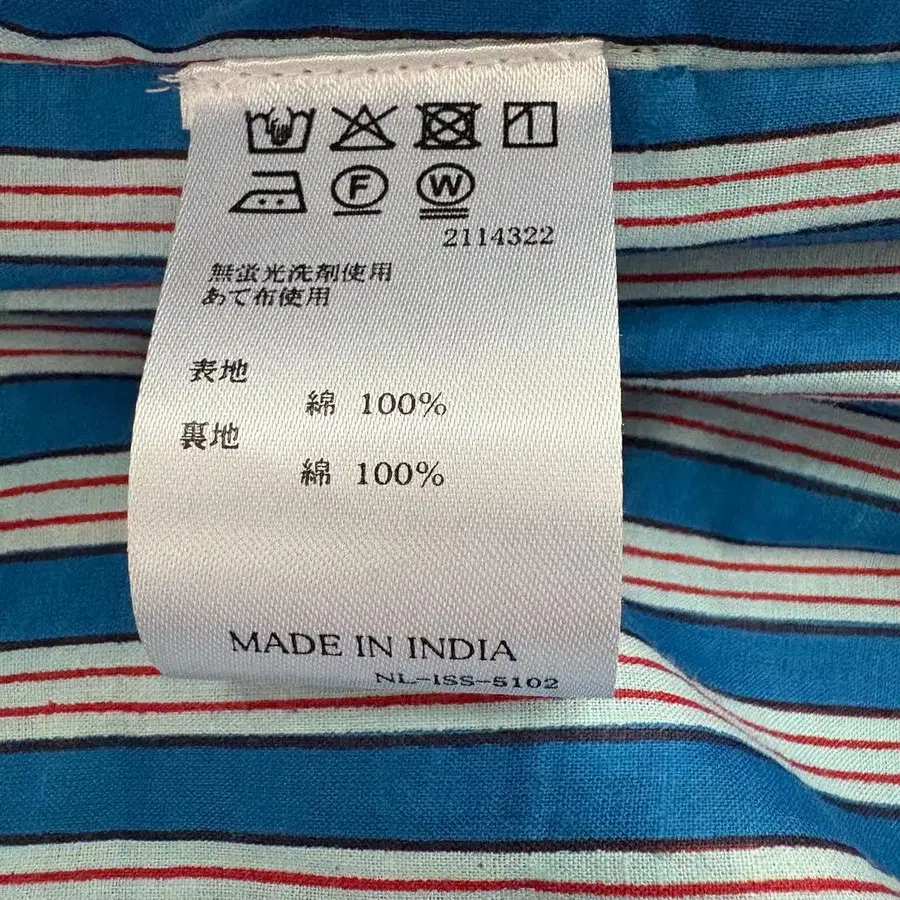 F W
2114322
無蛍光洗剤使用
あて布使用
表地
綿 100%
裏地
綿 100%
MADE IN INDIA
NL-ISS-5102